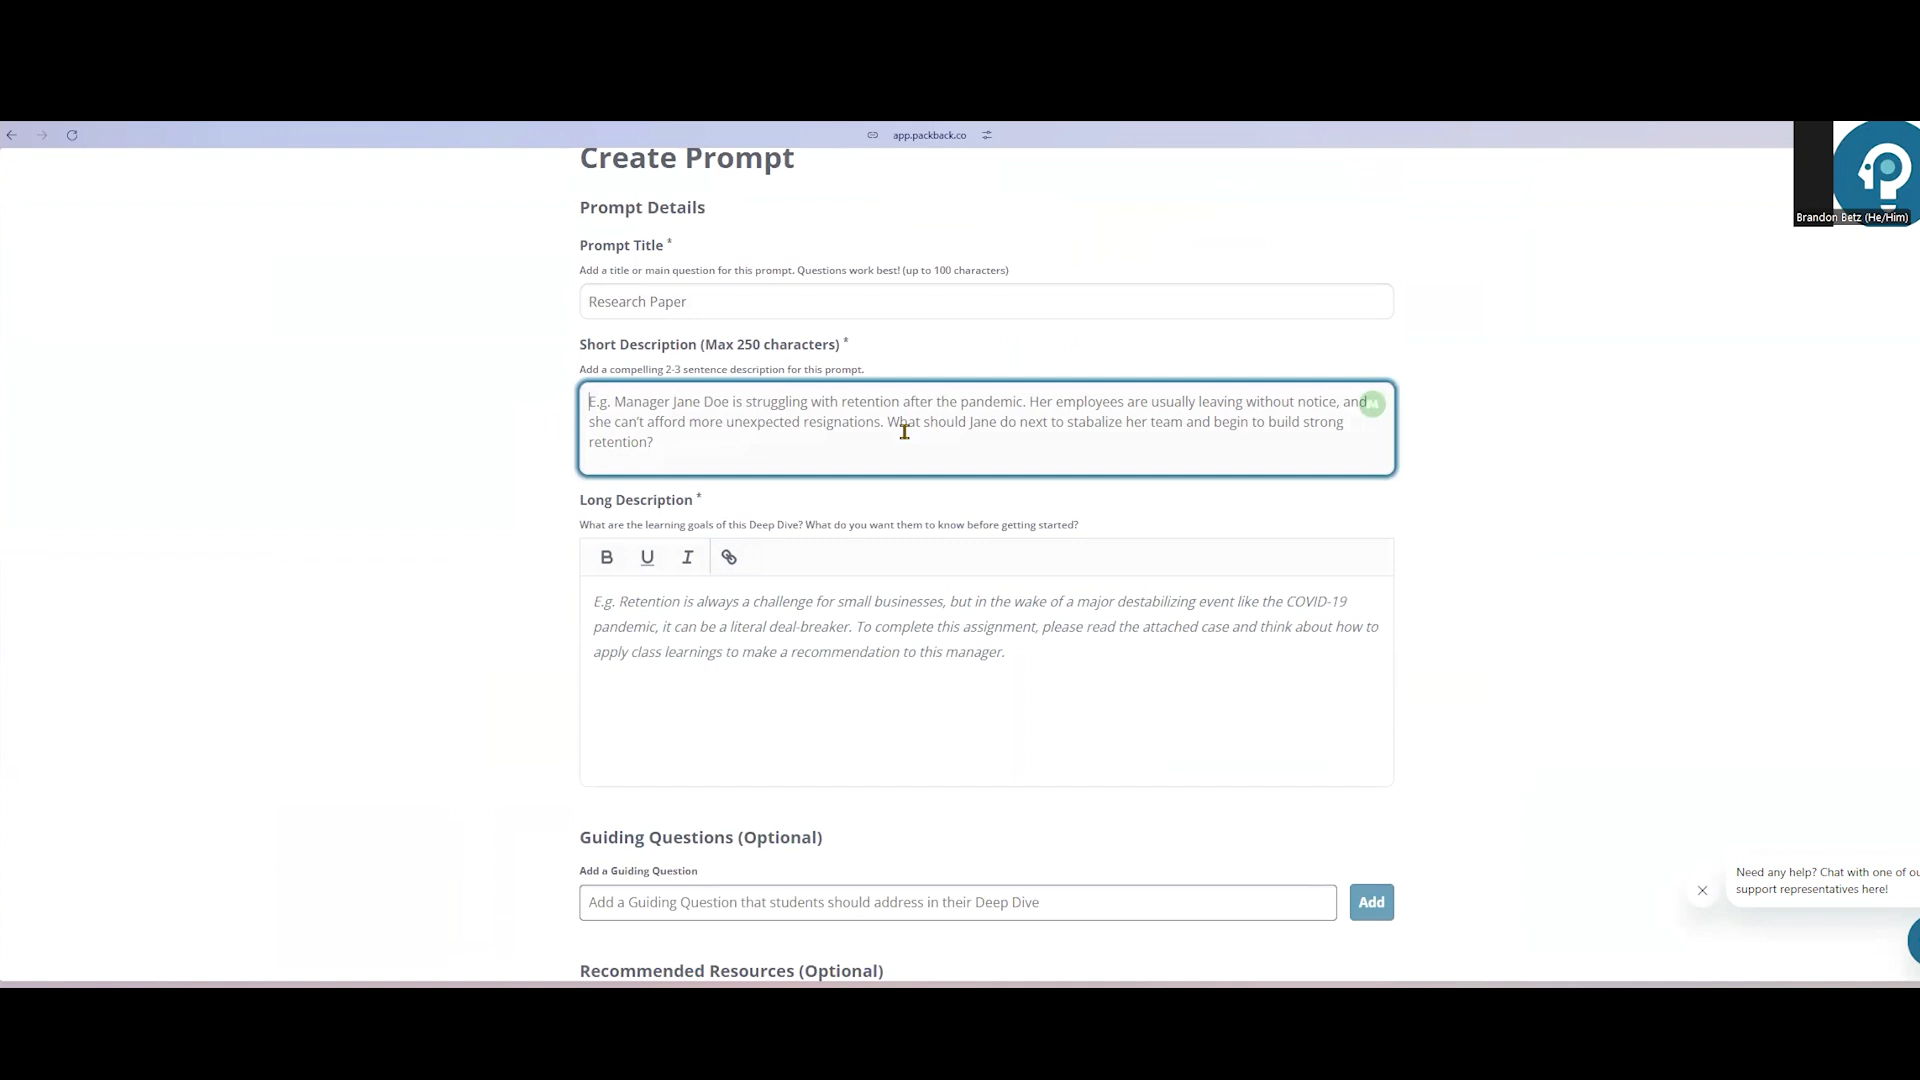 app.packback.co
Create Prompt
Brandon Betz (He/Him)
Prompt Details
Prompt Title *
Add a title or main question for this prompt. Questions work best! (up to 100 characters)
Research Paper
Short Description (Max 250 characters) *
Add a compelling 2-3 sentence description for this prompt.
E.g. Manager Jane Doe is struggling with retention after the pandemic. Her employees are usually leaving without notice, and
she can't afford more unexpected resignations. What should Jane do next to stabalize her team and begin to build strong
retention?
Long Description *
What are the learning goals of this Deep Dive? What do you want them to know before getting started?
B U I
E.g. Retention is always a challenge for small businesses, but in the wake of a major destabilizing event like the COVID-19
pandemic, it can be a literal deal-breaker. To complete this assignment, please read the attached case and think about how to
apply class learnings to make a recommendation to this manager.
Guiding Questions (Optional)
Add a Guiding Question
Add a Guiding Question that students should address in their Deep Dive
Add
Need any help? Chat with one of
support representatives here!
Recommended Resources (Optional)